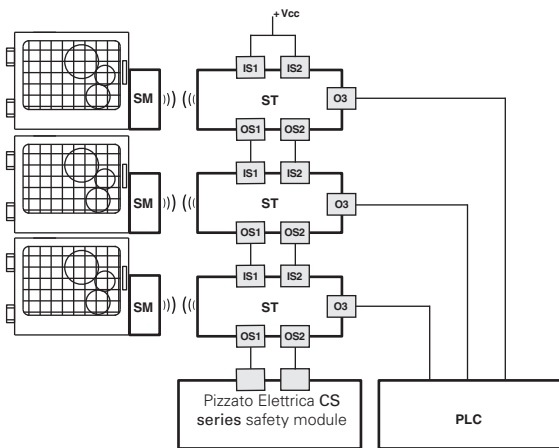 +Vcc
IS1 IS2
SM ST O3
OS1 OS2
IS1 IS2
SM ST O3
OS1 OS2
IS1 IS2
SM ST O3
OS1 OS2
Pizzato Elettrica CS
series safety module
PLC